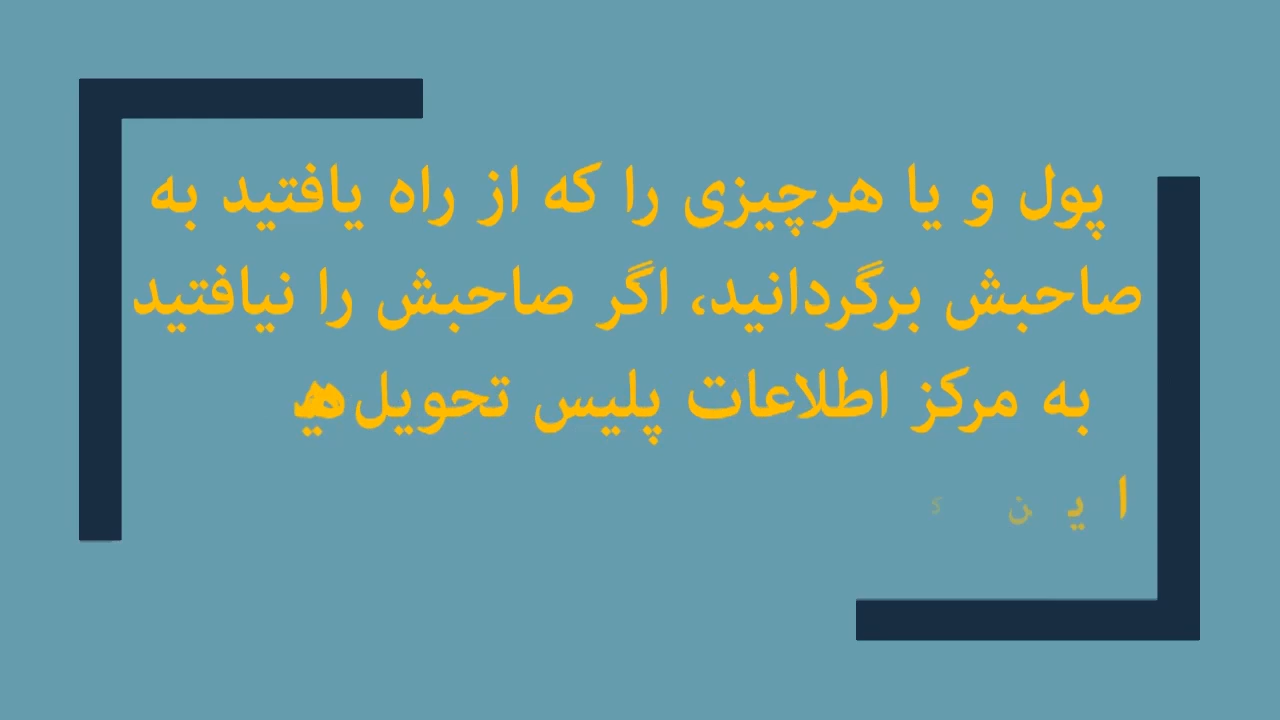 پول و یا هرچیزی را که از راه یافتید به
صاحبش برگردانید، اگر صاحبش را نیافتید
به مرکز اطلاعات پلیس تحویل
این